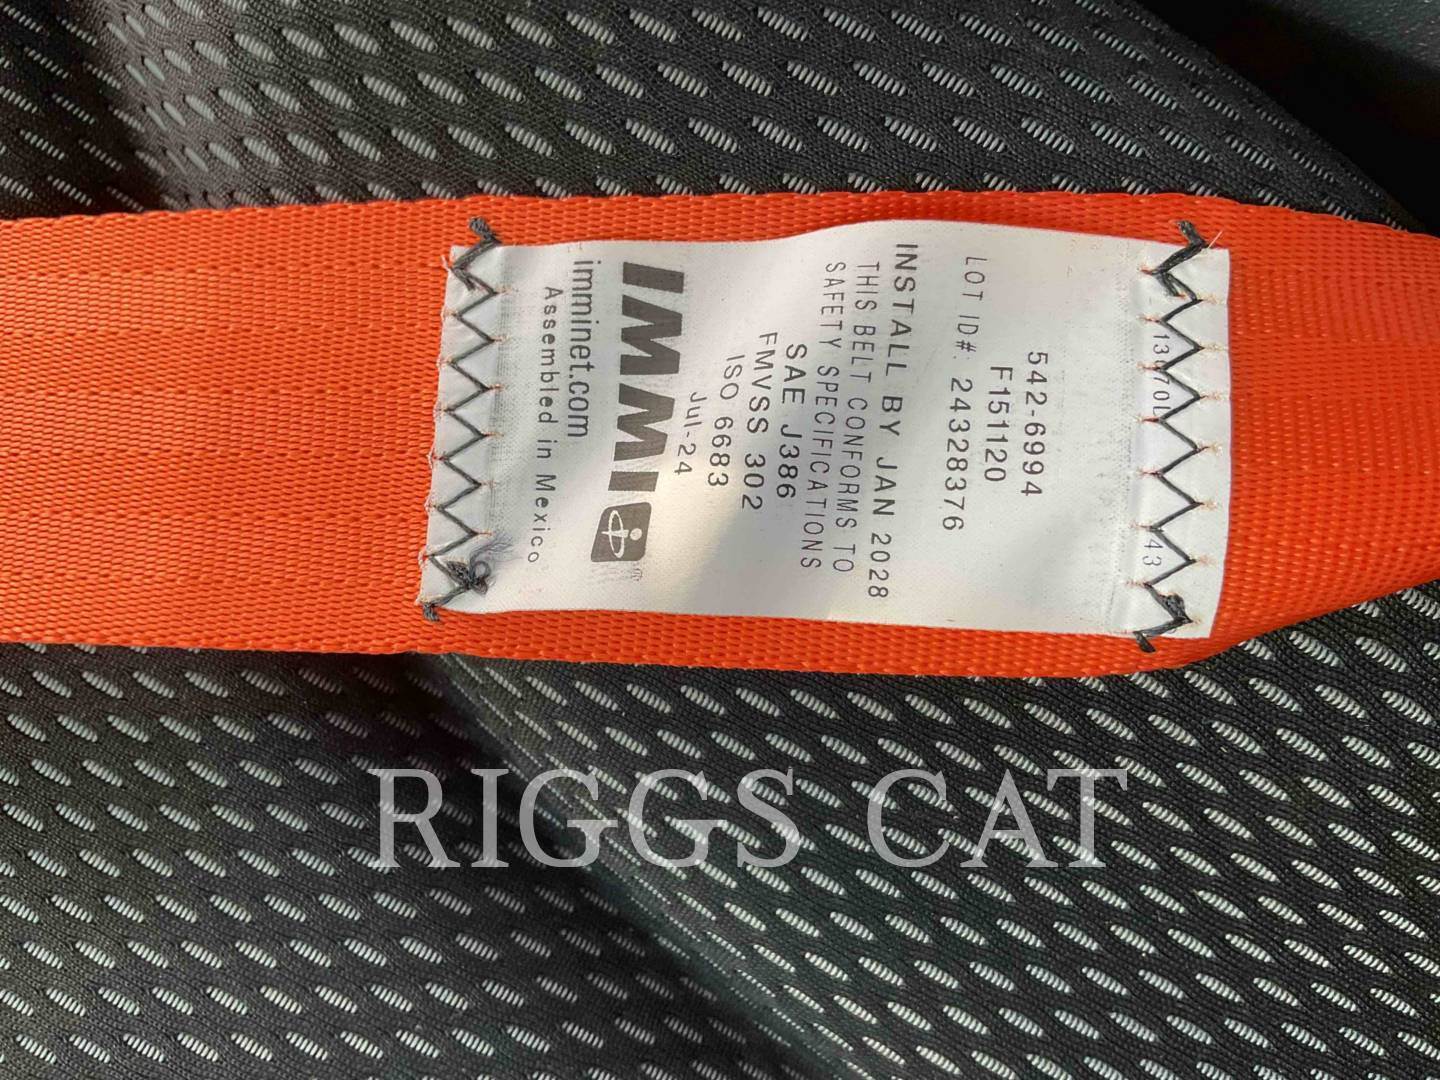 542-6994
F151120
LOT ID#: 24328376
INSTALL BY JAN 2028
THIS BELT CONFORMS TO
SAFETY SPECIFICATIONS
SAE J386
FMVSS 302
ISO 6683
Jul-24
IMMI
imminet.com
Assembled in Mexico
RIGGS CAT